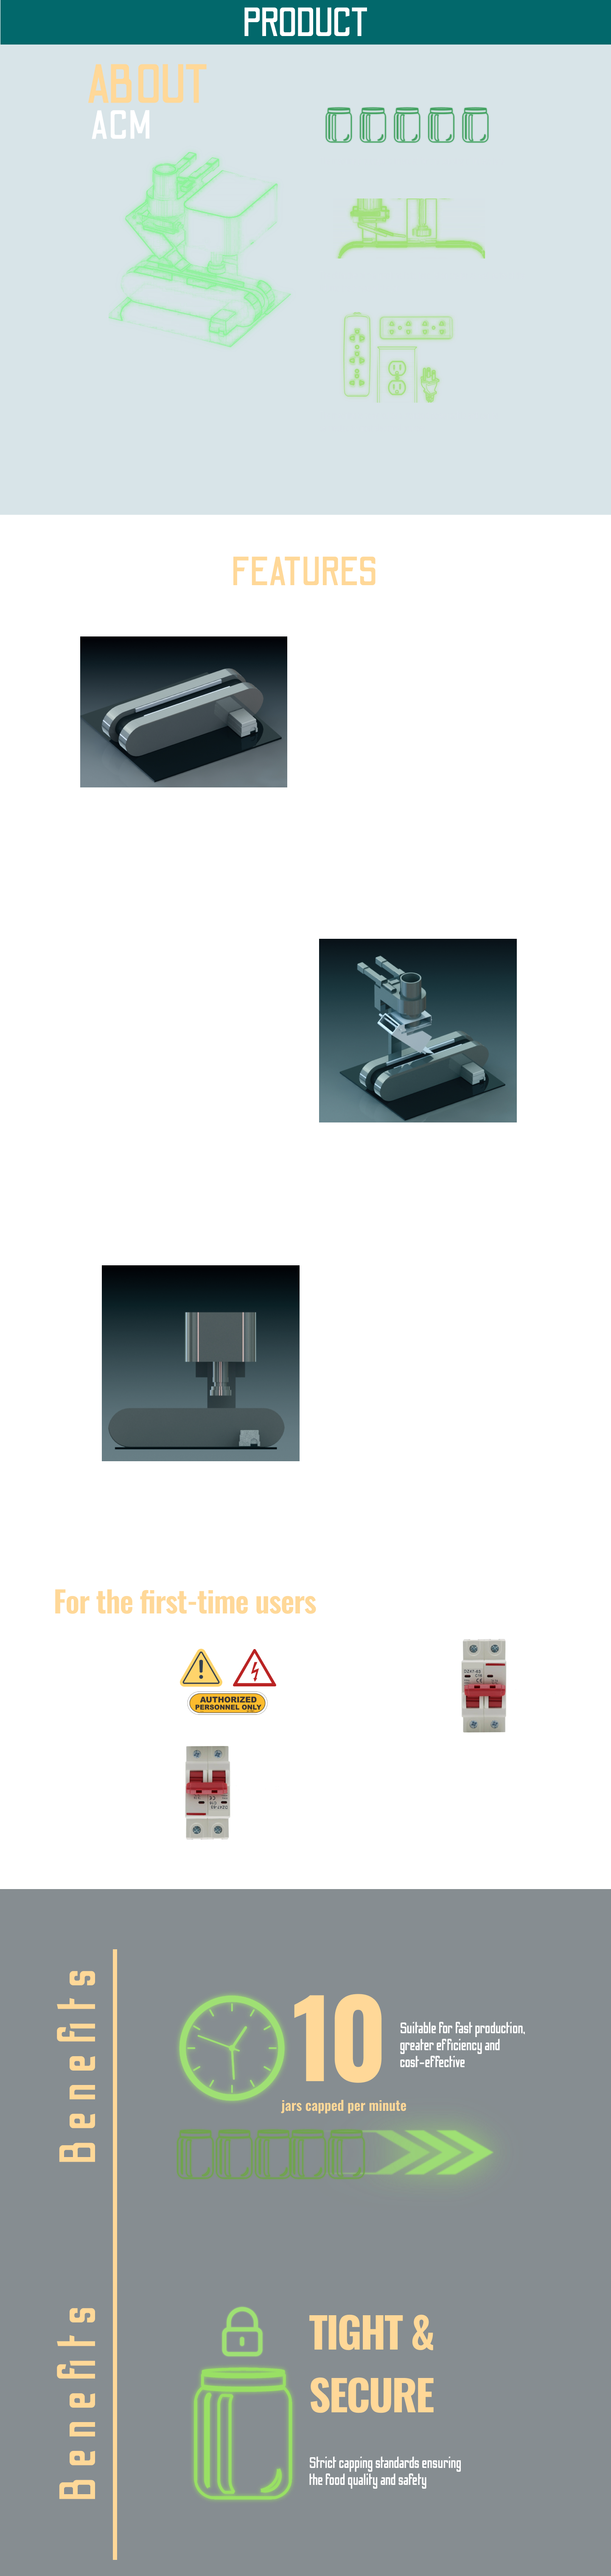 PRODUCT
ABOUT
ACM
FEATURES
For the first-time users
AUTHORIZED
PERSONNEL ONLY
Benefits
10
Suitable for fast production,
greater efficiency and
cost-effective
jars capped per minute
Benefits
TIGHT &
SECURE
Strict capping standards ensuring
the food quality and safety